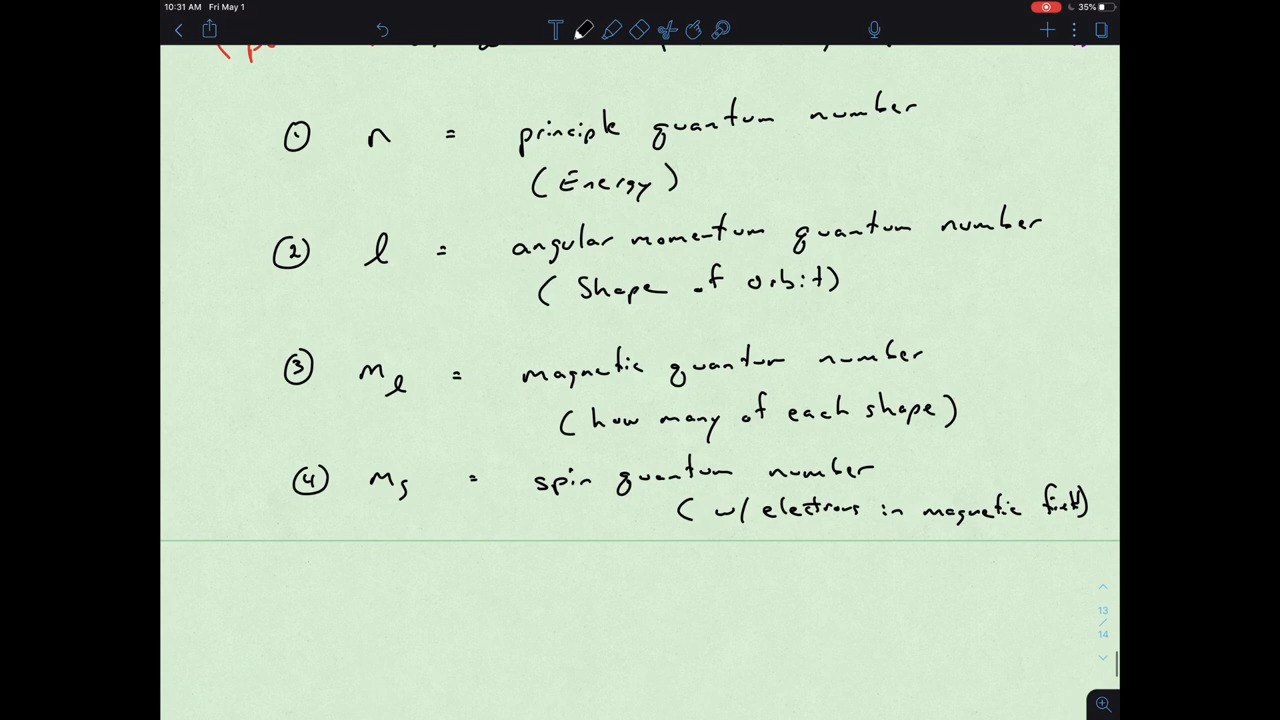 10:31 AM Fri May 1
35%
① n = principle quantum number
(Energy)
② l = angular momentum quantum number
(Shape of orbit)
③ mₗ = magnetic quantum number
(how many of each shape)
④ mₛ = spin quantum number
(w/ electrons in magnetic field)
13
/
14